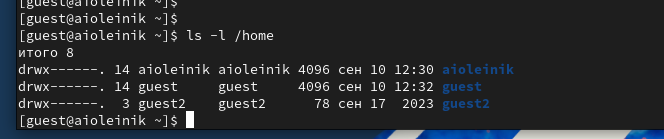 [guest@aioleinik ~]$
[guest@aioleinik ~]$
[guest@aioleinik ~]$ ls -l /home
итого 8
drwx------. 14 aioleinik aioleinik 4096 сен 10 12:30 aioleinik
drwx------. 14 guest     guest     4096 сен 10 12:32 guest
drwx------.  3 guest2    guest2      78 сен 17  2023 guest2
[guest@aioleinik ~]$